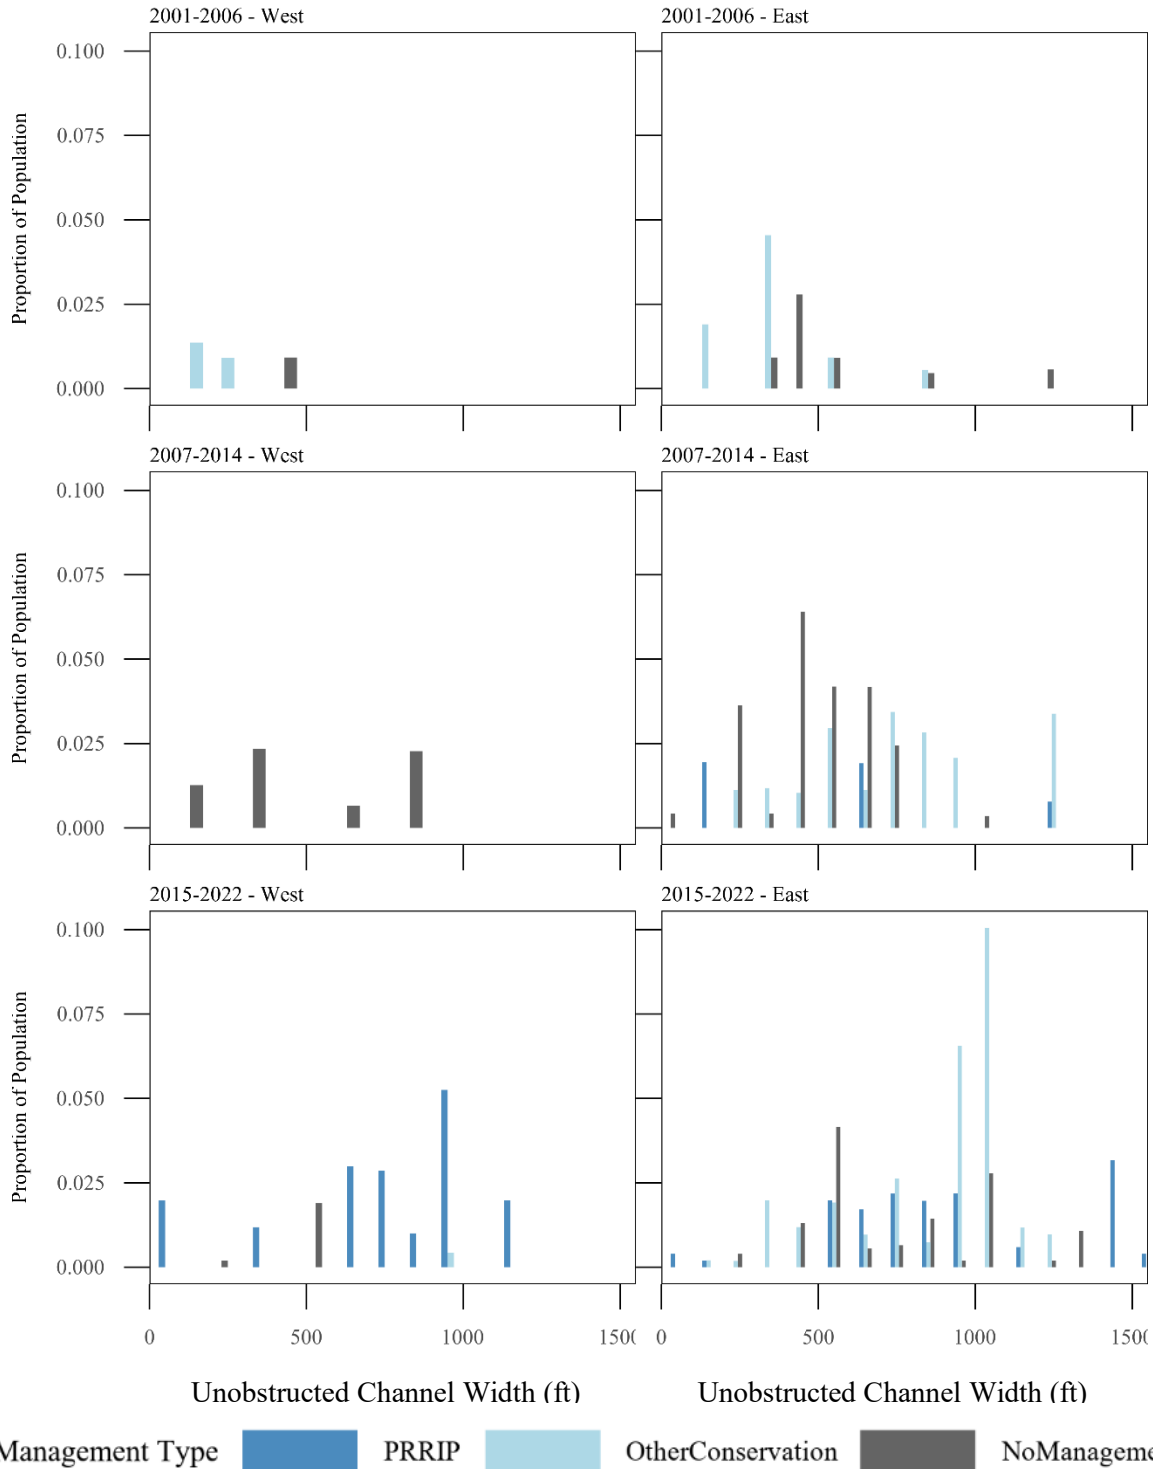 2001-2006 - West
2001-2006 - East
0.100
0.075
0.050
0.025
0.000
Proportion of Population
2007-2014 - West
2007-2014 - East
0.100
0.075
0.050
0.025
0.000
Proportion of Population
2015-2022 - West
2015-2022 - East
0.100
0.075
0.050
0.025
0.000
Proportion of Population
0 500 1000 1500 0 500 1000 1500
Unobstructed Channel Width (ft) Unobstructed Channel Width (ft)
Management Type PRRIP OtherConservation NoManageme